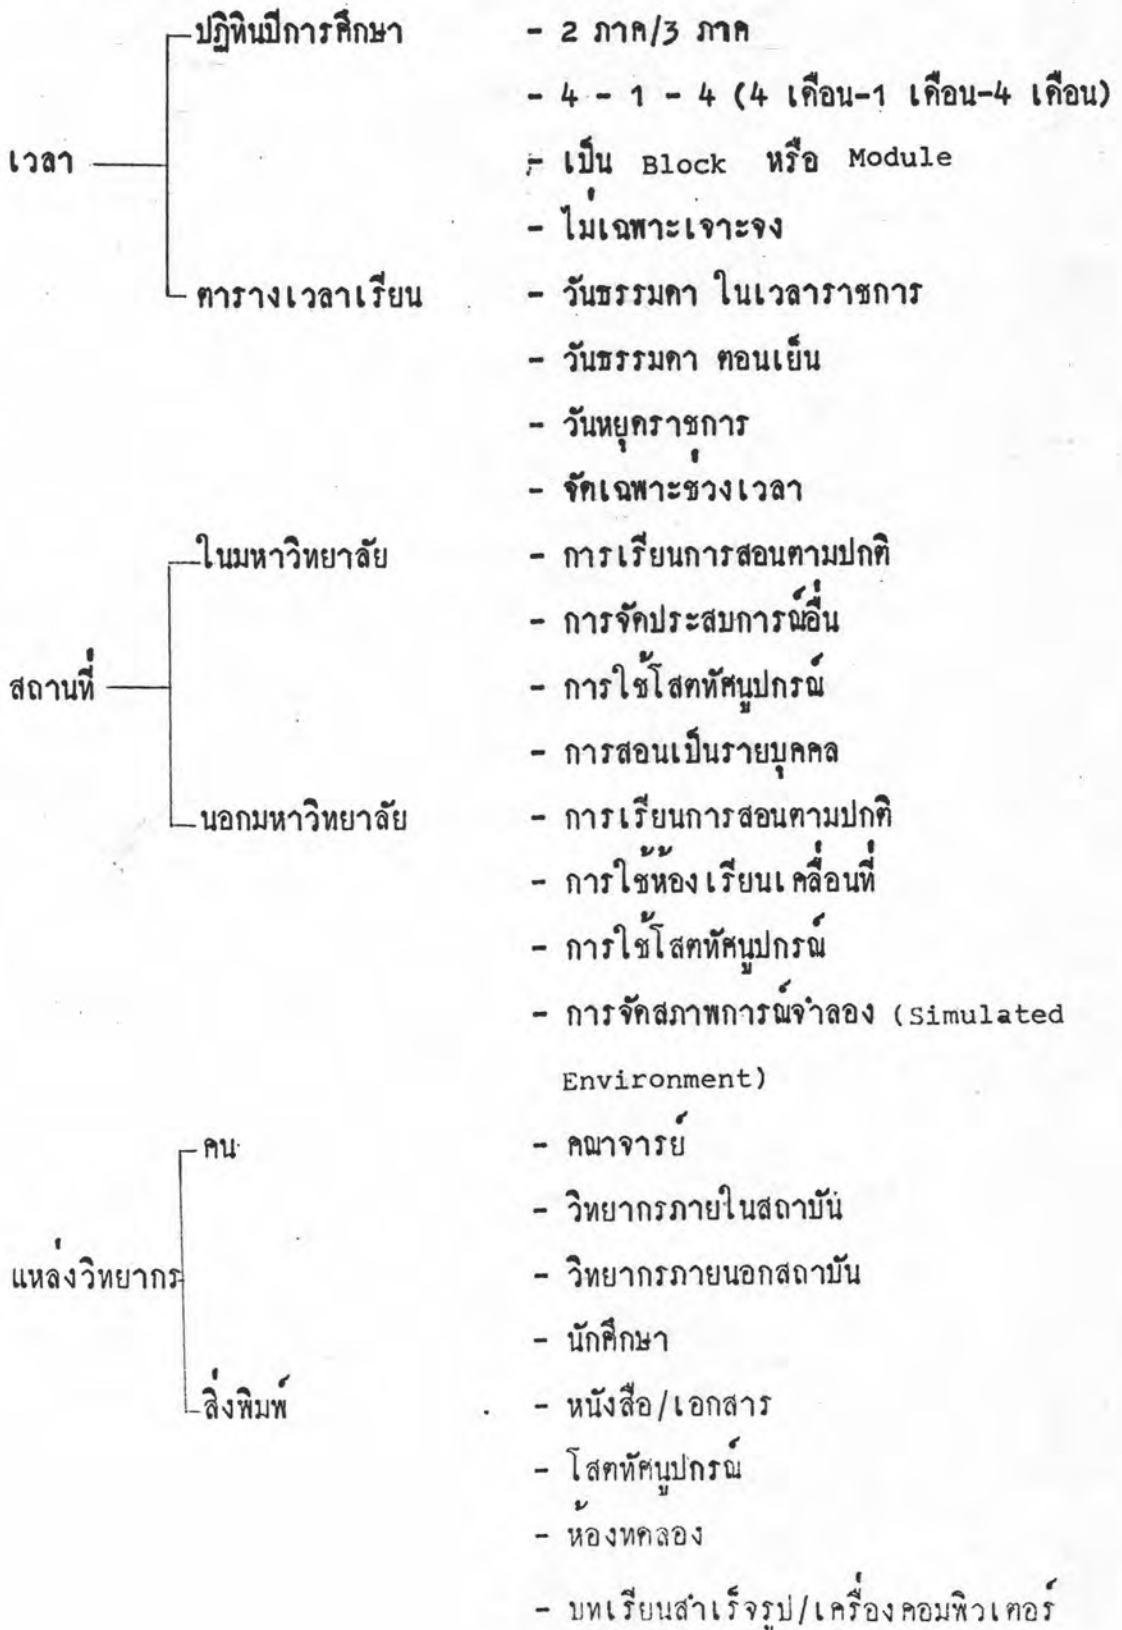 ปฏิทินปีการศึกษา - 2 ภาค/3 ภาค
- 4 - 1 - 4 (4 เดือน-1 เดือน-4 เดือน)
เวลา - เป็น Block หรือ Module
- ไม่เฉพาะเจาะจง
ตารางเวลาเรียน - วันธรรมดา ในเวลาราชการ
- วันธรรมดา ตอนเย็น
- วันหยุดราชการ
- จัดเฉพาะช่วงเวลา
ในมหาวิทยาลัย - การเรียนการสอนตามปกติ
- การจัดประสบการณ์อื่น
สถานที่ - การใช้โสตทัศนูปกรณ์
- การสอนเป็นรายบุคคล
นอกมหาวิทยาลัย - การเรียนการสอนตามปกติ
- การใช้ห้องเรียนเคลื่อนที่
- การใช้โสตทัศนูปกรณ์
- การจัดสภาพการณ์จำลอง (Simulated
Environment)
คน - คณาจารย์
- วิทยากรภายในสถาบัน
แหล่งวิทยากร - วิทยากรภายนอกสถาบัน
- นักศึกษา
สิ่งพิมพ์ - หนังสือ/เอกสาร
- โสตทัศนูปกรณ์
- ห้องทดลอง
- บทเรียนสำเร็จรูป/เครื่องคอมพิวเตอร์